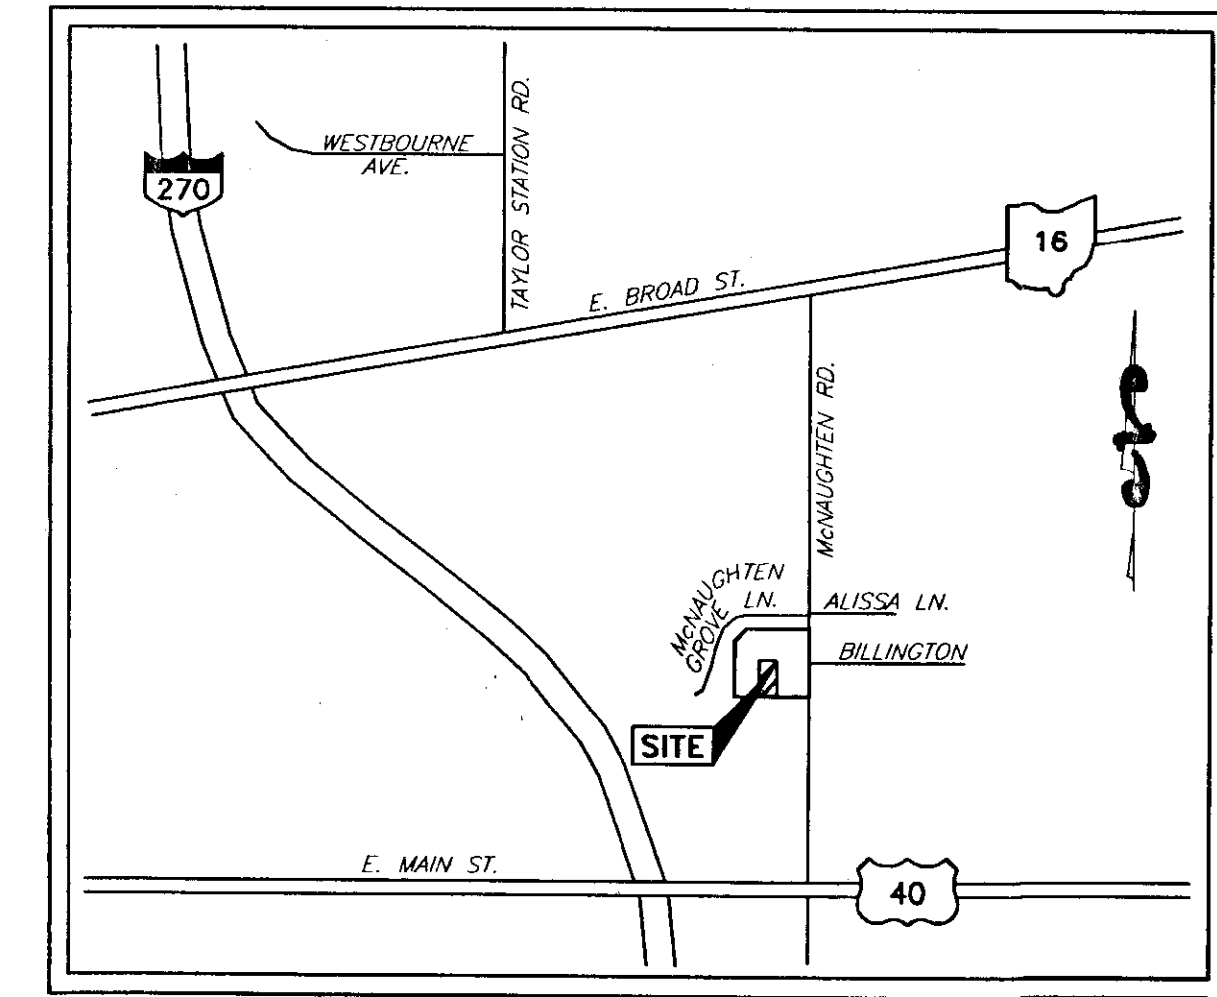 WESTBOURNE
AVE.
TAYLOR STATION RD.
270
16
E. BROAD ST.
McNAUGHTEN RD.
McNAUGHTEN
GROVE
LN.
ALISSA LN.
BILLINGTON
SITE
E. MAIN ST.
40